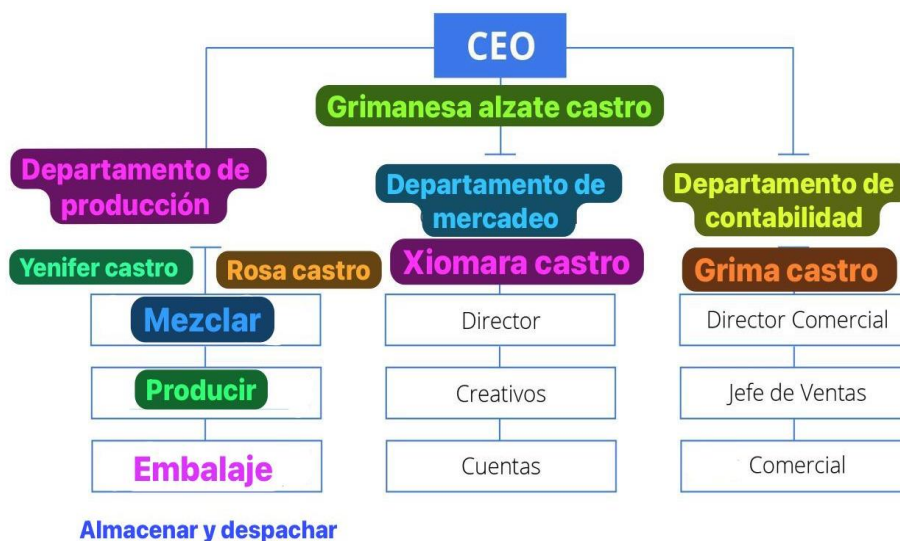 CEO
Grimanesa alzate castro
Departamento de
producción
Yenifer castro
Rosa castro
Mezclar
Producir
Embalaje
Almacenar y despachar
Departamento de
mercadeo
Xiomara castro
Director
Creativos
Cuentas
Departamento de
contabilidad
Grima castro
Director Comercial
Jefe de Ventas
Comercial